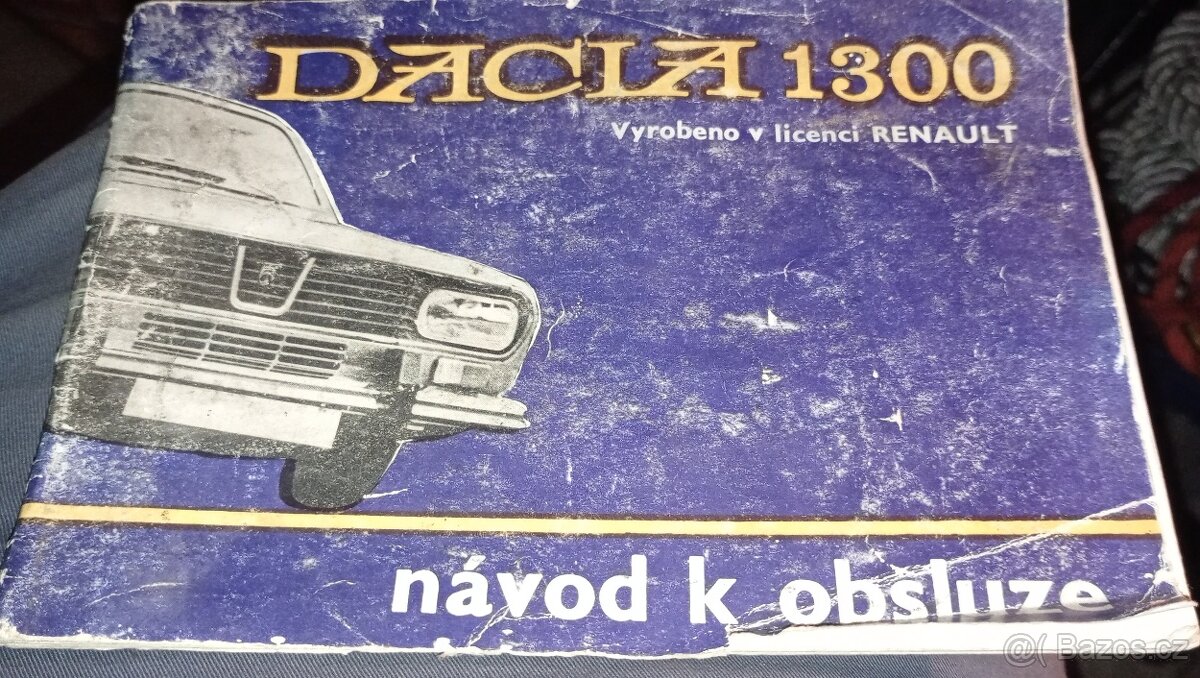 DACIA 1300
Vyrobeno v licenci RENAULT
návod k obsluze
@( Bazos.cz